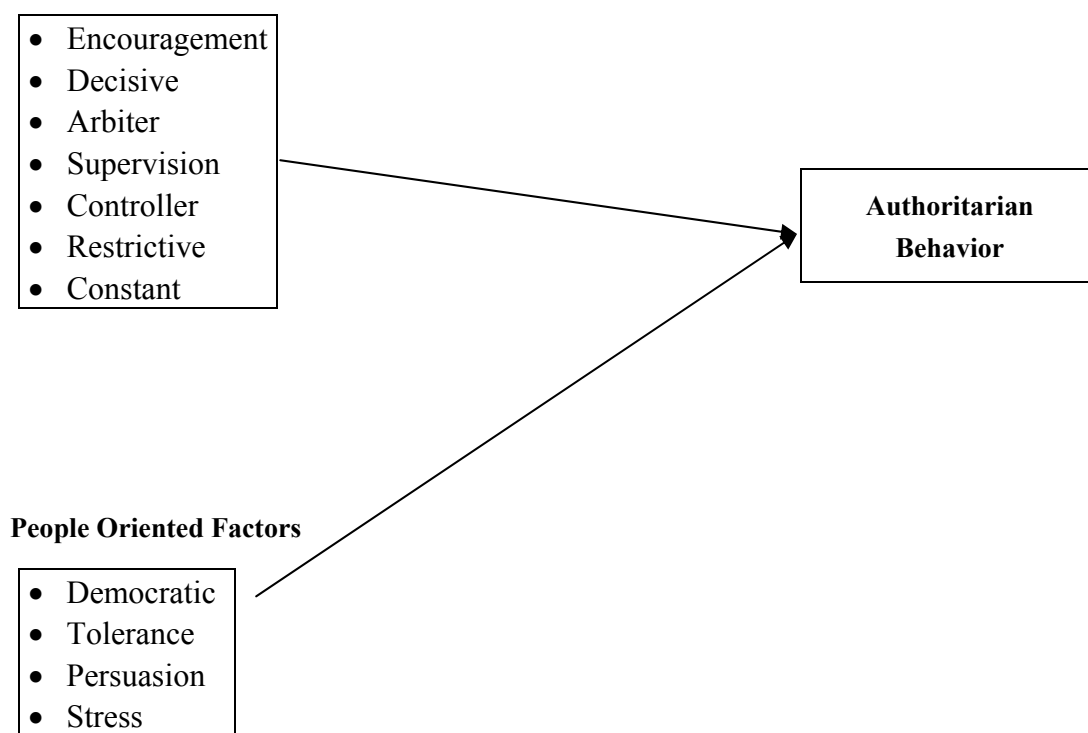 • Encouragement
• Decisive
• Arbiter
• Supervision
• Controller
• Restrictive
• Constant
Authoritarian
Behavior
People Oriented Factors
• Democratic
• Tolerance
• Persuasion
• Stress